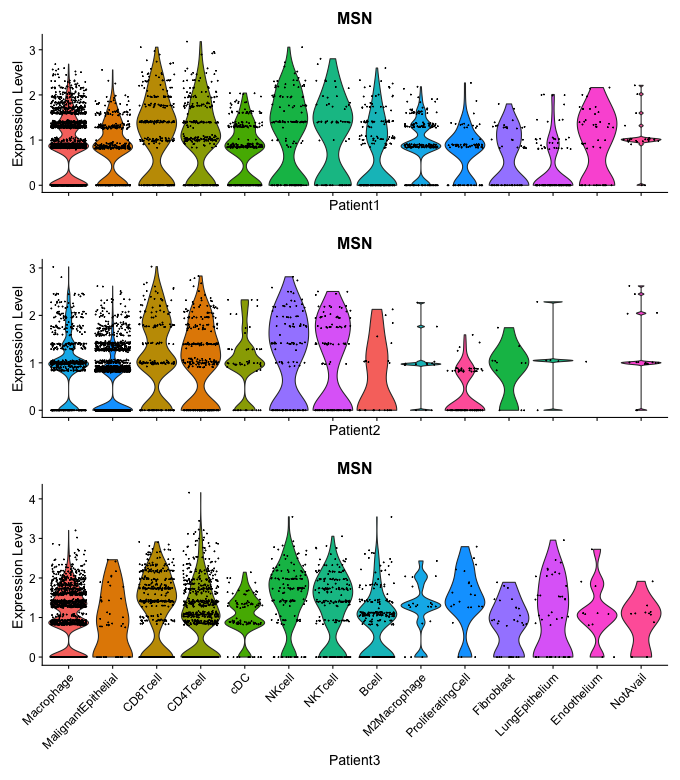 MSN
Expression Level
3
2
1
0
Patient1
MSN
Expression Level
3
2
1
0
Patient2
MSN
Expression Level
4
3
2
1
0
Macrophage
MalignantEpithelial
CD8Tcell
CD4Tcell
cDC
NKcell
NKTcell
Bcell
M2Macrophage
ProliferatingCell
Fibroblast
LungEpithelium
Endothelium
NotAvail
Patient3